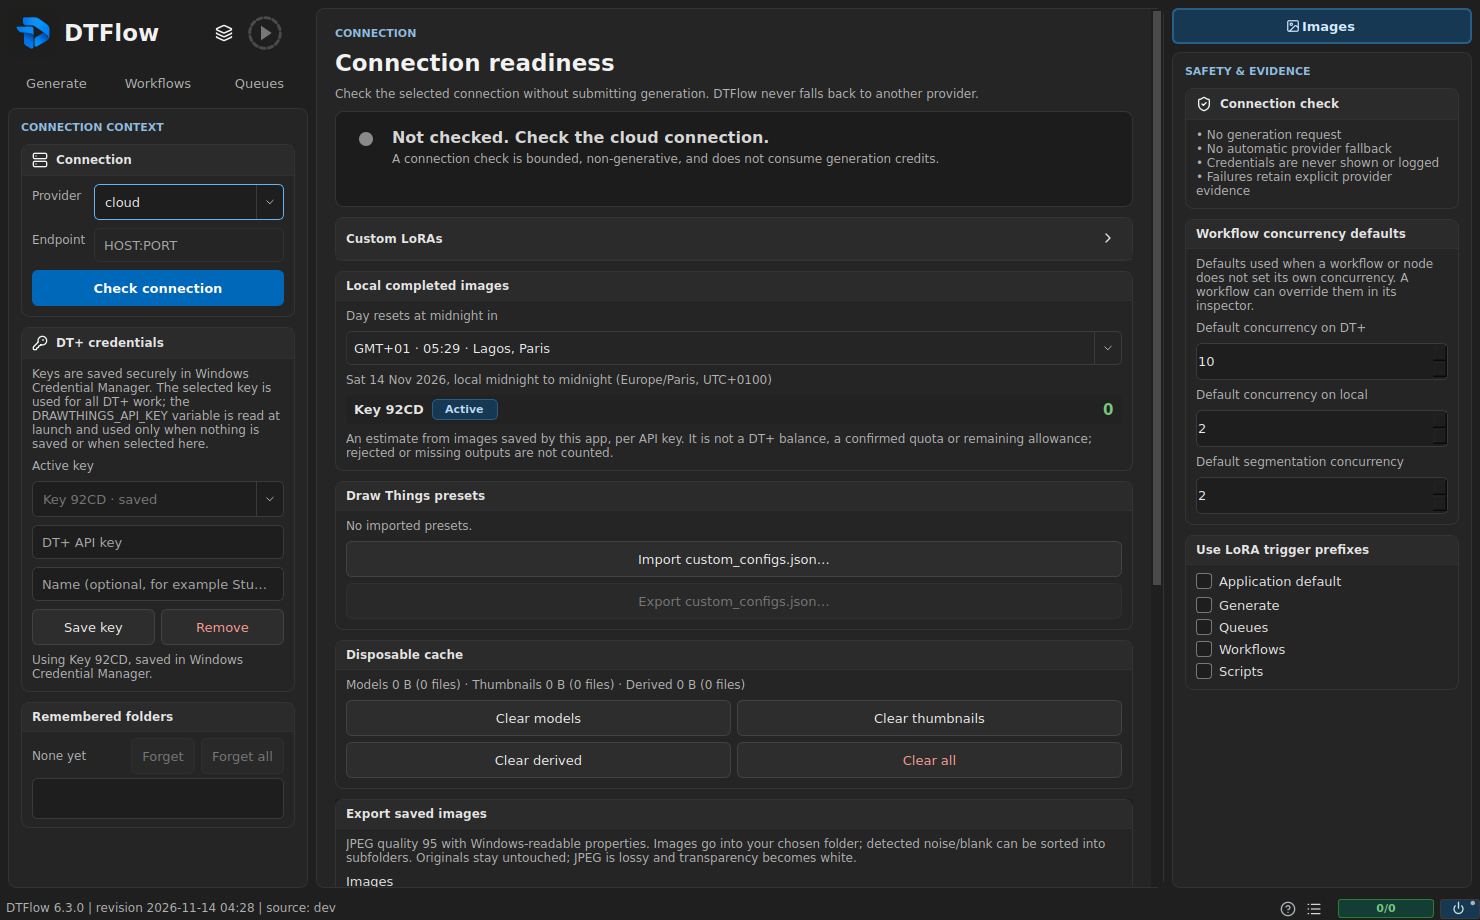 DTFlow
Generate
Workflows
Queues
CONNECTION CONTEXT
Connection
Provider
cloud
Endpoint
HOST:PORT
Check connection
DT+ credentials
Keys are saved securely in Windows
Credential Manager. The selected key is
used for all DT+ work; the
DRAWTHINGS_API_KEY variable is read at
launch and used only when nothing is
saved or when selected here.
Active key
Key 92CD · saved
DT+ API key
Name (optional, for example Stu...
Save key
Remove
Using Key 92CD, saved in Windows
Credential Manager.
Remembered folders
None yet
Forget
Forget all
CONNECTION
Connection readiness
Check the selected connection without submitting generation. DTFlow never falls back to another provider.
Not checked. Check the cloud connection.
A connection check is bounded, non-generative, and does not consume generation credits.
Custom LoRAs
Local completed images
Day resets at midnight in
GMT+01 · 05:29 · Lagos, Paris
Sat 14 Nov 2026, local midnight to midnight (Europe/Paris, UTC+0100)
Key 92CD
Active
0
An estimate from images saved by this app, per API key. It is not a DT+ balance, a confirmed quota or remaining allowance;
rejected or missing outputs are not counted.
Draw Things presets
No imported presets.
Import custom_configs.json...
Export custom_configs.json...
Disposable cache
Models 0 B (0 files) · Thumbnails 0 B (0 files) · Derived 0 B (0 files)
Clear models
Clear thumbnails
Clear derived
Clear all
Export saved images
JPEG quality 95 with Windows-readable properties. Images go into your chosen folder; detected noise/blank can be sorted into
subfolders. Originals stay untouched; JPEG is lossy and transparency becomes white.
Images
Images
SAFETY & EVIDENCE
Connection check
• No generation request
• No automatic provider fallback
• Credentials are never shown or logged
• Failures retain explicit provider
evidence
Workflow concurrency defaults
Defaults used when a workflow or node
does not set its own concurrency. A
workflow can override them in its
inspector.
Default concurrency on DT+
10
Default concurrency on local
2
Default segmentation concurrency
2
Use LoRA trigger prefixes
Application default
Generate
Queues
Workflows
Scripts
DTFlow 6.3.0 | revision 2026-11-14 04:28 | source: dev
0/0